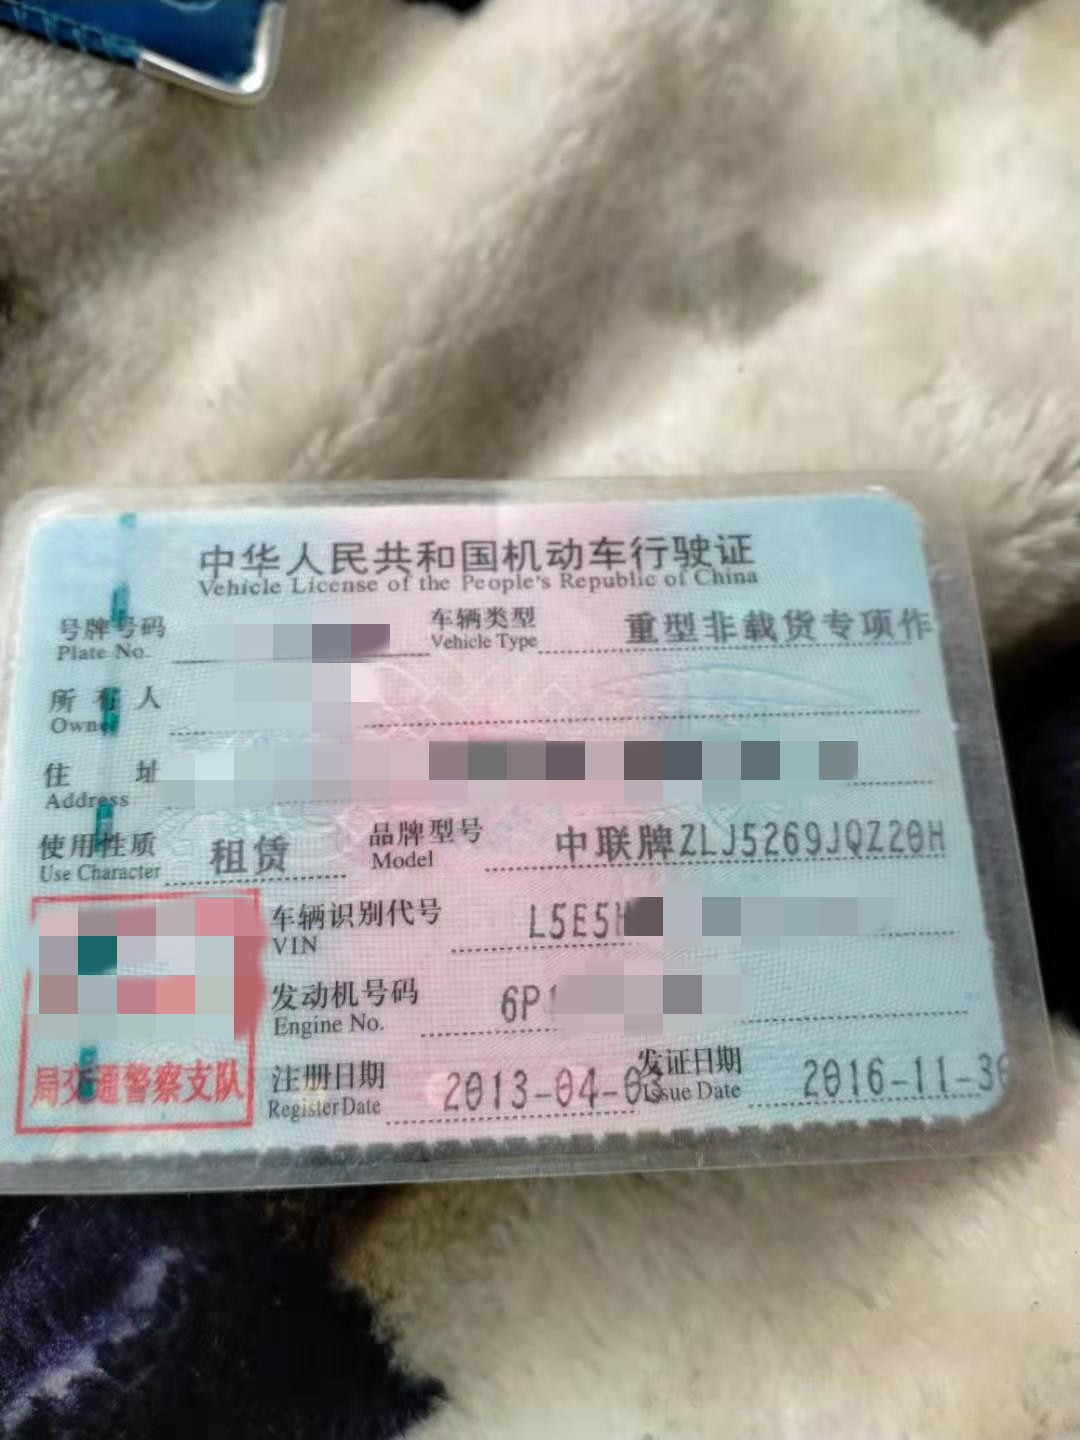 中华人民共和国机动车行驶证
Vehicle License of the People's Republic of China
号牌号码 车辆类型 重型非载货专项作
Plate No. Vehicle Type
所有人
Owner
住址
Address
使用性质 租赁 品牌型号 中联牌ZLJ5269JQZ20H
Use Character Model
车辆识别代号 L5E5H
VIN
发动机号码 6P1
Engine No.
注册日期 2013-04-03 发证日期 2016-11-30
Register Date Issue Date
局交通警察支队